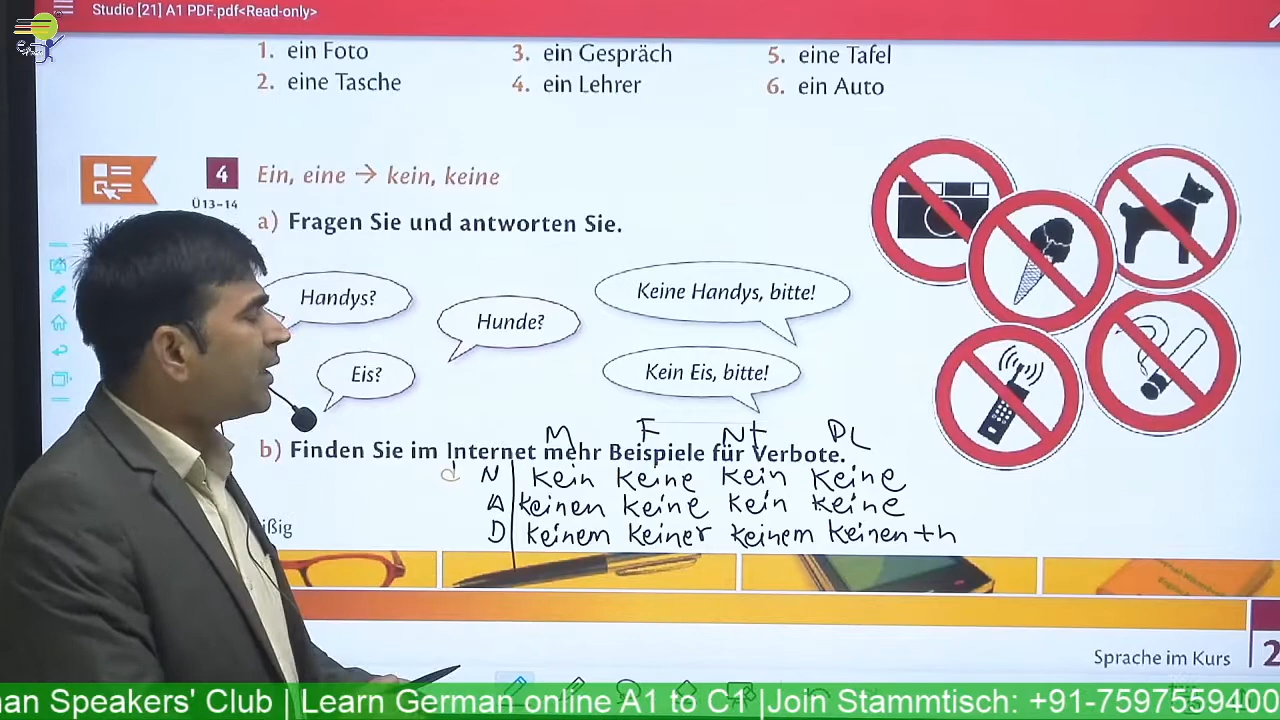 Studio [21] A1 PDF.pdf<Read-only>
1. ein Foto 3. ein Gespräch 5. eine Tafel
2. eine Tasche 4. ein Lehrer 6. ein Auto
4 Ein, eine → kein, keine
Ü13–14
a) Fragen Sie und antworten Sie.
Handys? Keine Handys, bitte!
Hunde?
Eis? Kein Eis, bitte!
M F Nt PL
b) Finden Sie im Internet mehr Beispiele für Verbote.
N kein keine kein keine
A keinen keine kein keine
D keinem keiner keinem keinen+n
Sprache im Kurs
Speakers' Club | Learn German online A1 to C1 |Join Stammtisch: +91-7597559400